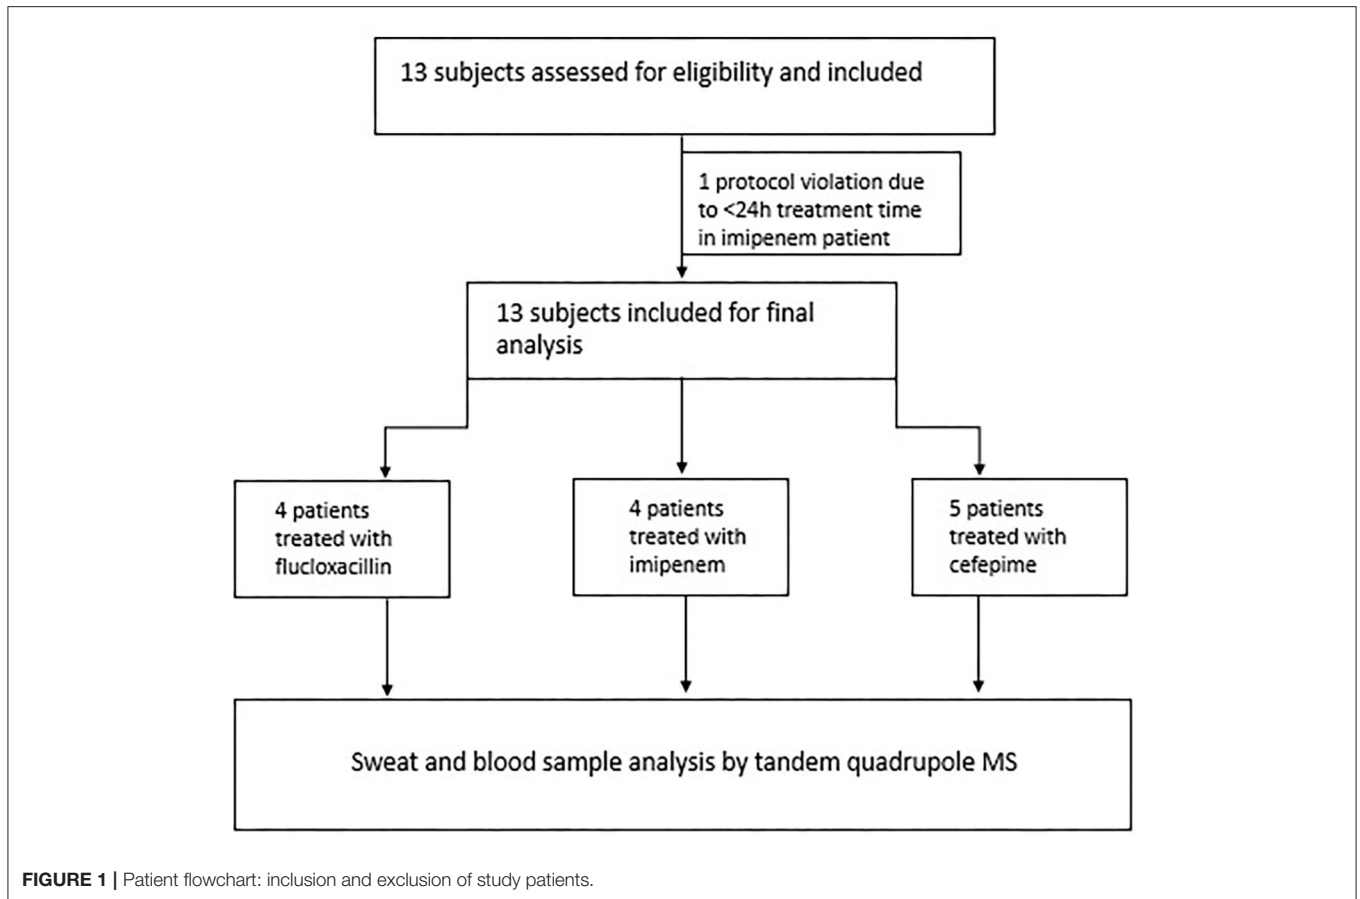 13 subjects assessed for eligibility and included
1 protocol violation due
to <24h treatment time
in imipenem patient
13 subjects included for final
analysis
4 patients
treated with
flucloxacillin
4 patients
treated with
imipenem
5 patients
treated with
cefepime
Sweat and blood sample analysis by tandem quadrupole MS
FIGURE 1 | Patient flowchart: inclusion and exclusion of study patients.